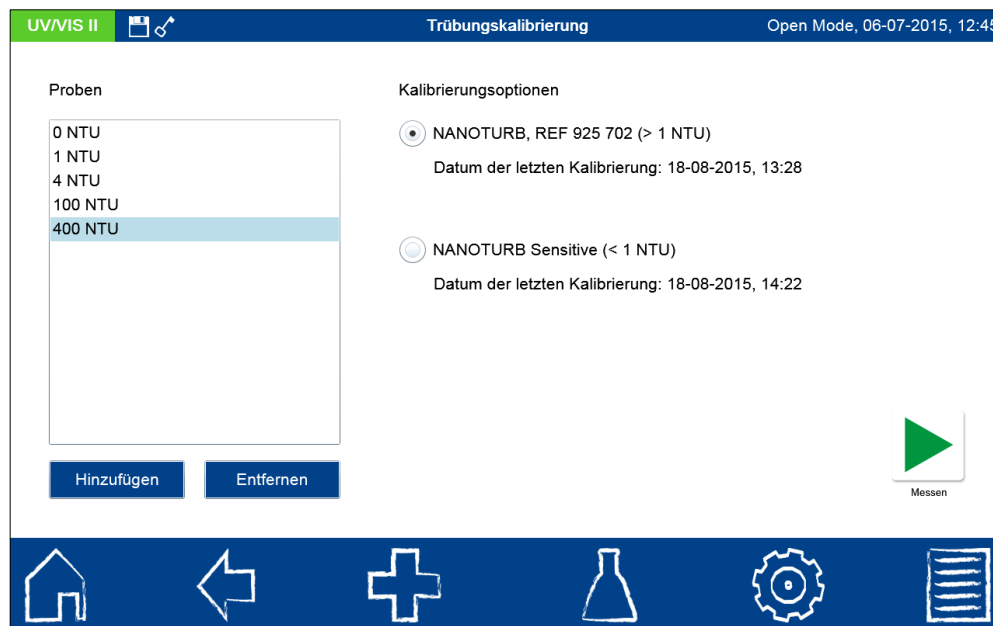 UV/VIS II
Trübungskalibrierung
Open Mode, 06-07-2015, 12:45
Proben
0 NTU
1 NTU
4 NTU
100 NTU
400 NTU
Hinzufügen
Entfernen
Kalibrierungsoptionen
NANOTURB, REF 925 702 (> 1 NTU)
Datum der letzten Kalibrierung: 18-08-2015, 13:28
NANOTURB Sensitive (< 1 NTU)
Datum der letzten Kalibrierung: 18-08-2015, 14:22
Messen